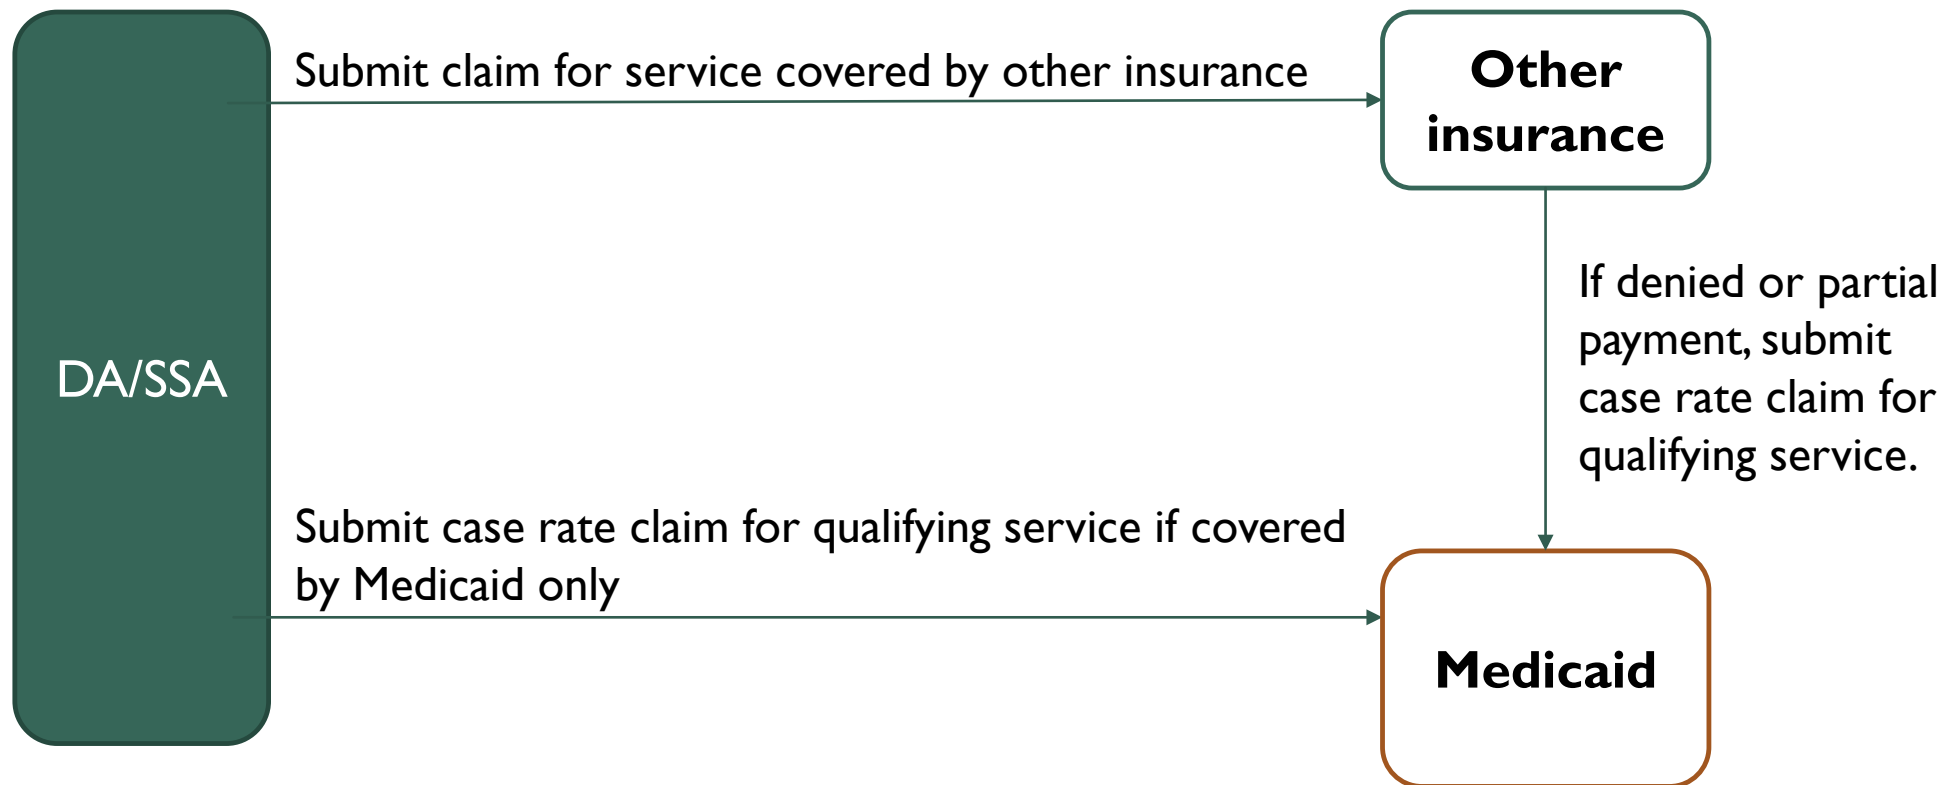 Submit claim for service covered by other insurance
Other
insurance
If denied or partial
payment, submit
case rate claim for
qualifying service.
DA/SSA
Submit case rate claim for qualifying service if covered
by Medicaid only
Medicaid